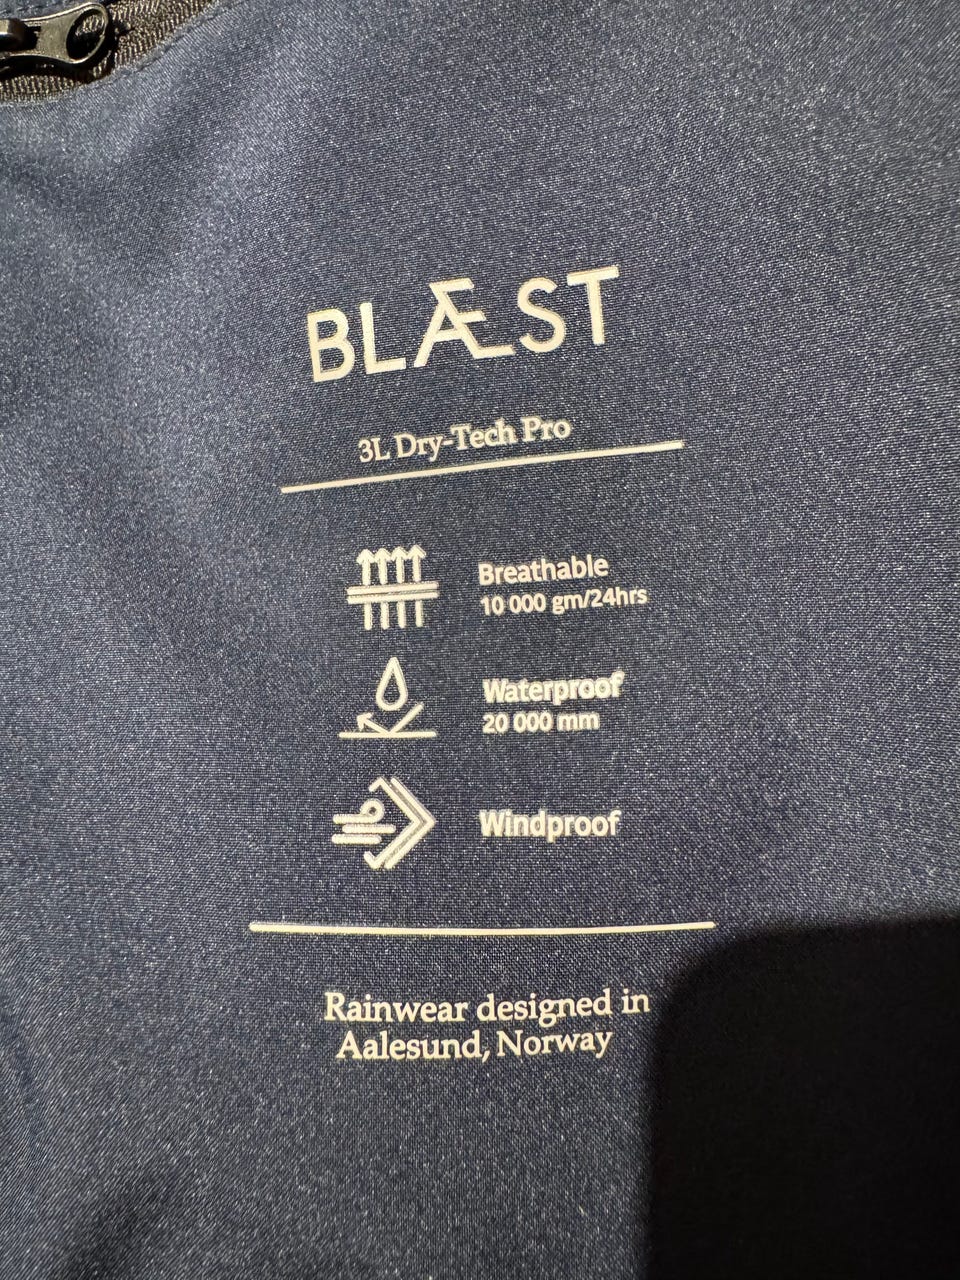 BLÆST
3L Dry-Tech Pro
Breathable
10 000 gm/24hrs
Waterproof
20 000 mm
Windproof
Rainwear designed in
Aalesund, Norway